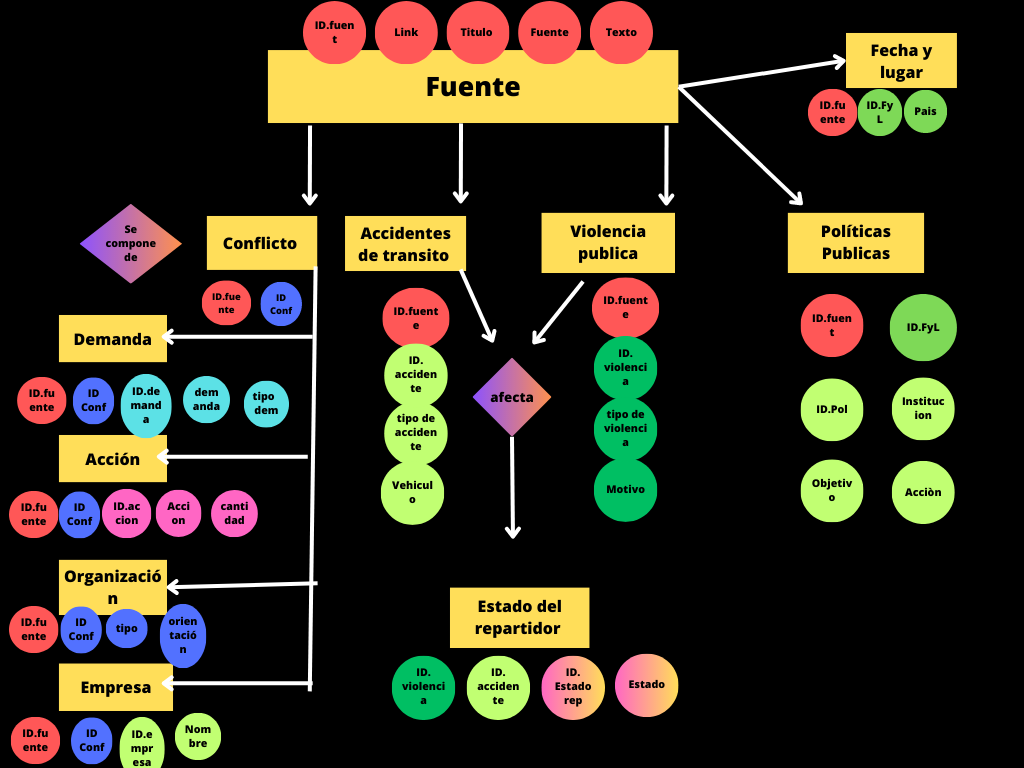 ID.fuen
t
Link
Titulo
Fuente
Texto
Fuente
Fecha y
lugar
ID.fu
ente
ID.Fy
L
Pais
Se
compone
de
Conflicto
Accidentes
de transito
Violencia
publica
Políticas
Publicas
ID.fue
nte
ID
Conf
Demanda
ID.fu
ente
ID
Conf
ID.de
mand
a
dem
anda
tipo
dem
Acción
ID.fu
ente
ID
Conf
ID.ac
cion
Acci
on
canti
dad
Organizació
n
ID.fu
ente
ID
Conf
tipo
orien
tació
n
Empresa
ID.fu
ente
ID
Conf
ID.e
mpr
esa
Nom
bre
ID.fuent
e
ID.
acciden
te
tipo de
acciden
te
Vehicul
o
afecta
ID.fuent
e
ID.
violenci
a
tipo de
violenci
a
Motivo
ID.fuen
t
ID.FyL
ID.Pol
Instituc
ion
Objetiv
o
Acciòn
Estado del
repartidor
ID.
violenci
a
ID.
acciden
te
ID.
Estado
rep
Estado